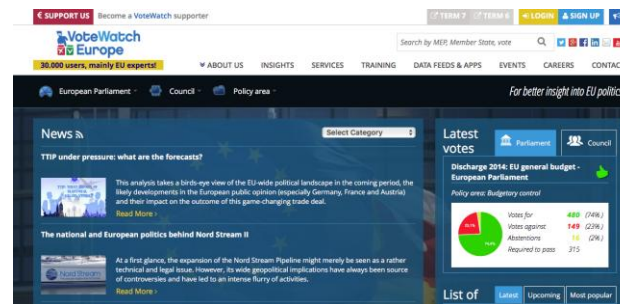 € SUPPORT US Become a VoteWatch supporter
TERM 7 TERM 6 LOGIN SIGN UP
VoteWatch
Europe
Search by MEP, Member State, vote
30.000 users, mainly EU experts!
ABOUT US INSIGHTS SERVICES TRAINING DATA FEEDS & APPS EVENTS CAREERS CONTAC
European Parliament Council Policy area
For better insight into EU politic
News
Select Category
TTIP under pressure: what are the forecasts?
This analysis takes a birds-eye view of the EU-wide political landscape in the coming period, the
likely developments in the European public opinion (especially Germany, France and Austria)
and their impact on the outcome of this game-changing trade deal.
Read More ›
The national and European politics behind Nord Stream II
Nord Stream
At a first glance, the expansion of the Nord Stream Pipeline might merely be seen as a rather
technical and legal issue. However, its wide geopolitical implications have always been source
of controversies and have led to an intense flurry of activities.
Read More ›
Latest
votes
Parliament
Council
Discharge 2014: EU general budget -
European Parliament
Policy area: Budgetary control
Votes for 480 (74%)
Votes against 149 (23%)
Abstentions 16 (2%)
Required to pass 315
List of
Latest Upcoming Most popular